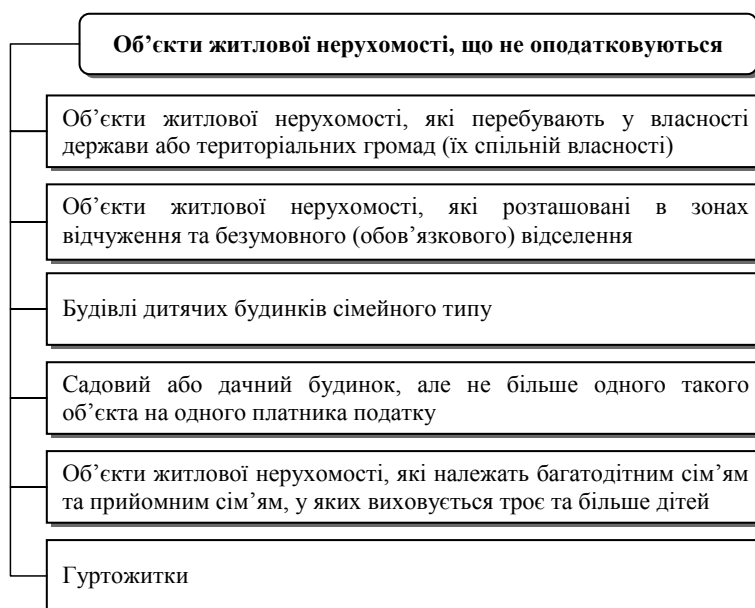 Об’єкти житлової нерухомості, що не оподатковуються
Об’єкти житлової нерухомості, які перебувають у власності
держави або територіальних громад (їх спільній власності)
Об’єкти житлової нерухомості, які розташовані в зонах
відчуження та безумовного (обов’язкового) відселення
Будівлі дитячих будинків сімейного типу
Садовий або дачний будинок, але не більше одного такого
об’єкта на одного платника податку
Об’єкти житлової нерухомості, які належать багатодітним сім’ям
та прийомним сім’ям, у яких виховується троє та більше дітей
Гуртожитки